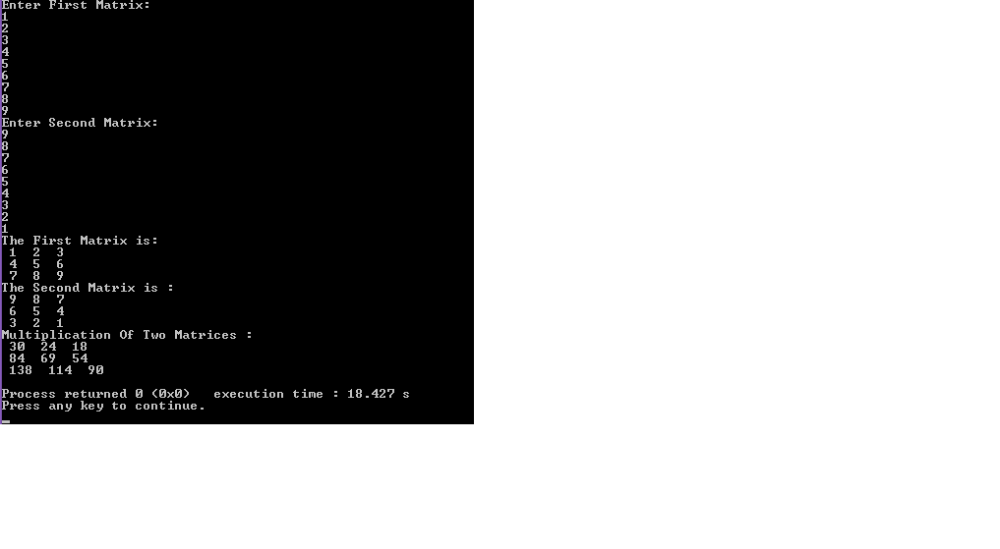 Enter First Matrix:
1
2
3
4
5
6
7
8
9
Enter Second Matrix:
9
8
7
6
5
4
3
2
1
The First Matrix is:
1 2 3
4 5 6
7 8 9
The Second Matrix is :
9 8 7
6 5 4
3 2 1
Multiplication Of Two Matrices :
30 24 18
84 69 54
138 114 90
Process returned 0 (0x0) execution time : 18.427 s
Press any key to continue.